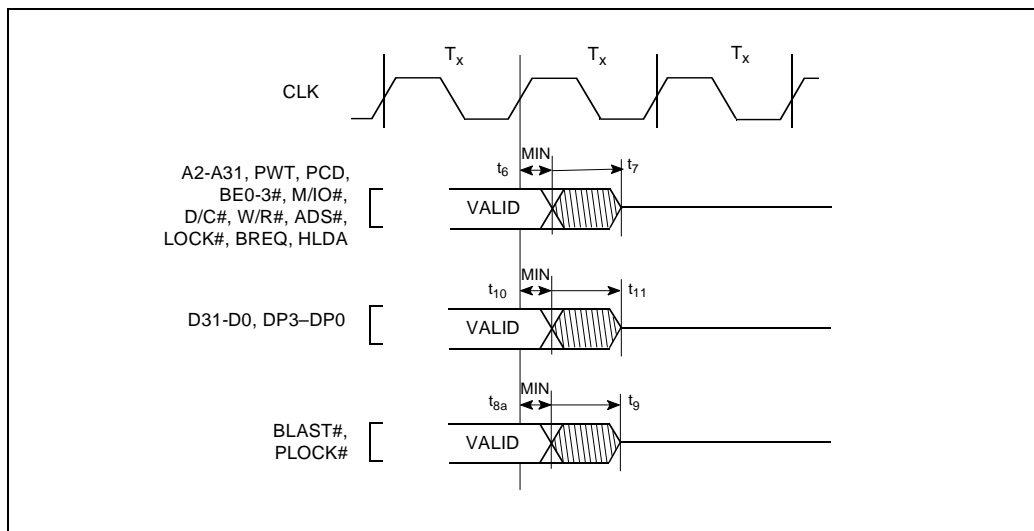 Tx Tx Tx
CLK
MIN
t6 t7
A2-A31, PWT, PCD,
BE0-3#, M/IO#,
D/C#, W/R#, ADS#,
LOCK#, BREQ, HLDA
VALID
MIN
t10 t11
D31-D0, DP3–DP0
VALID
MIN
t8a t9
BLAST#,
PLOCK#
VALID